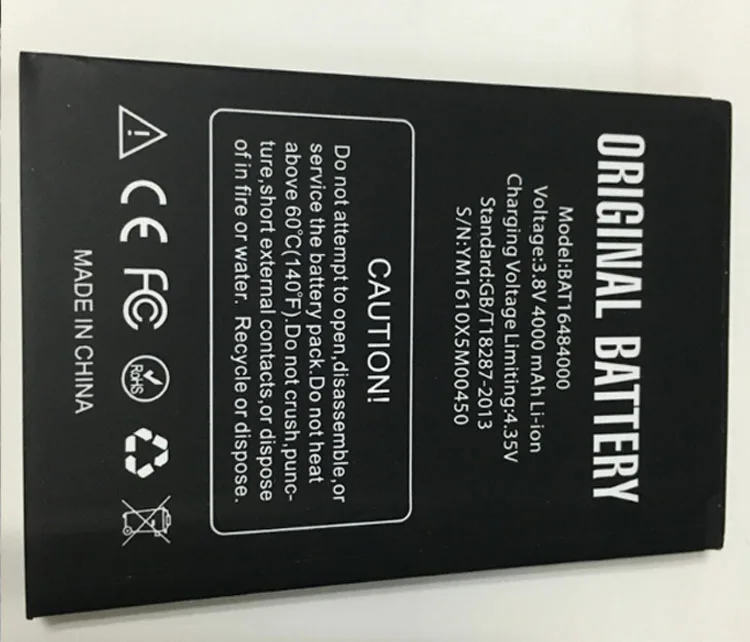 ORIGINAL BATTERY
Model:BAT16484000
Voltage:3.8V 4000 mAh Li-ion
Charging Voltage Limiting:4.35V
Standard:GB/T18287-2013
S/N:YM1610X5M00450
CAUTION!
Do not attempt to open,disassemble,or
service the battery pack.Do not heat
above 60℃(140℉).Do not crush,punc-
ture,short external contacts,or dispose
of in fire or water. Recycle or dispose.
CE FC RoHS
MADE IN CHINA